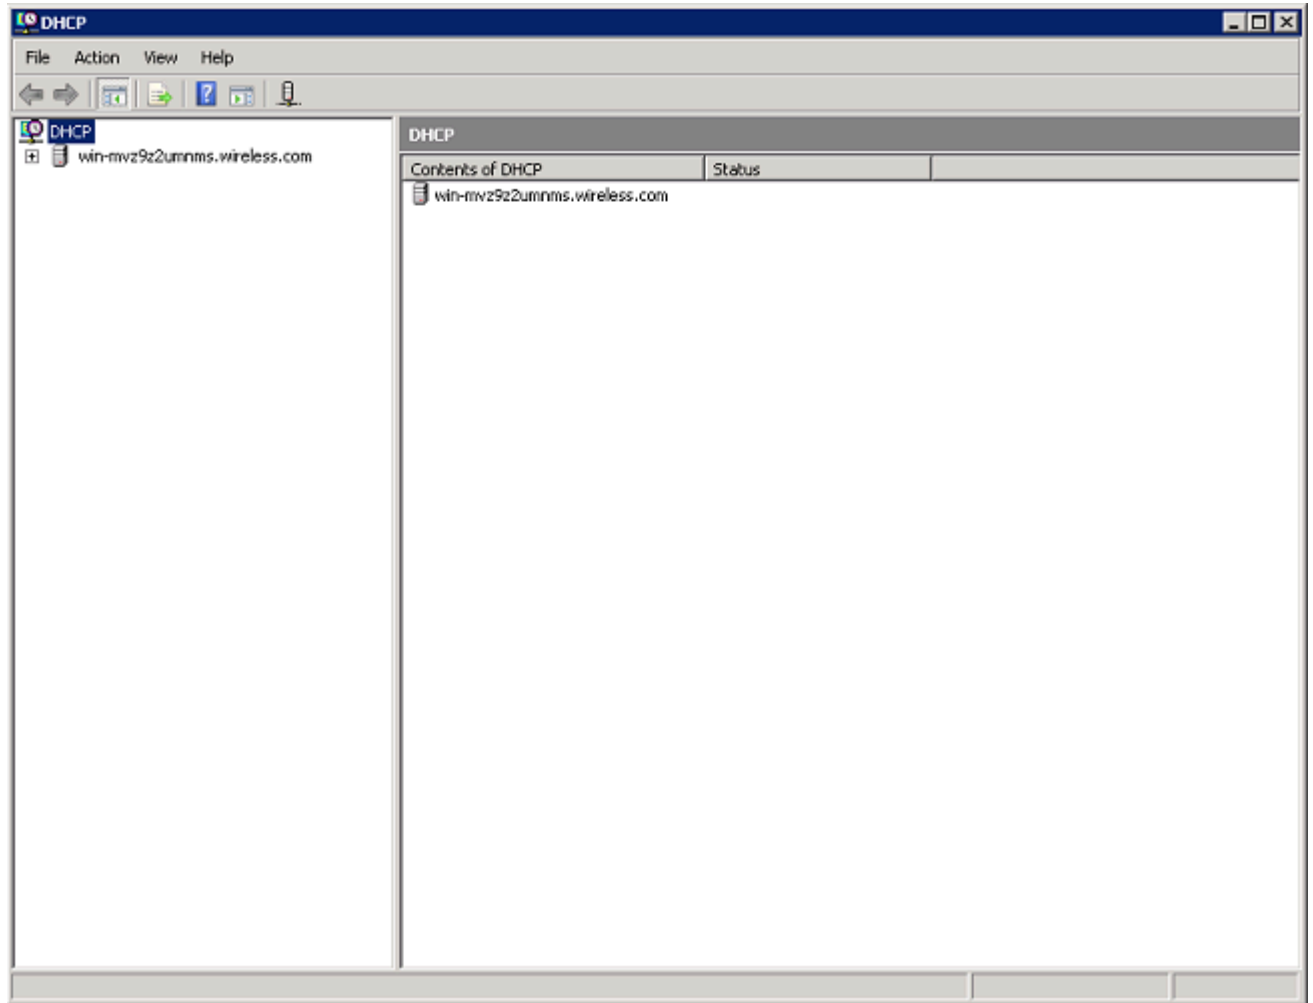 DHCP
File Action View Help
DHCP
win-mvz9z2umnms.wireless.com
DHCP
Contents of DHCP Status
win-mvz9z2umnms.wireless.com